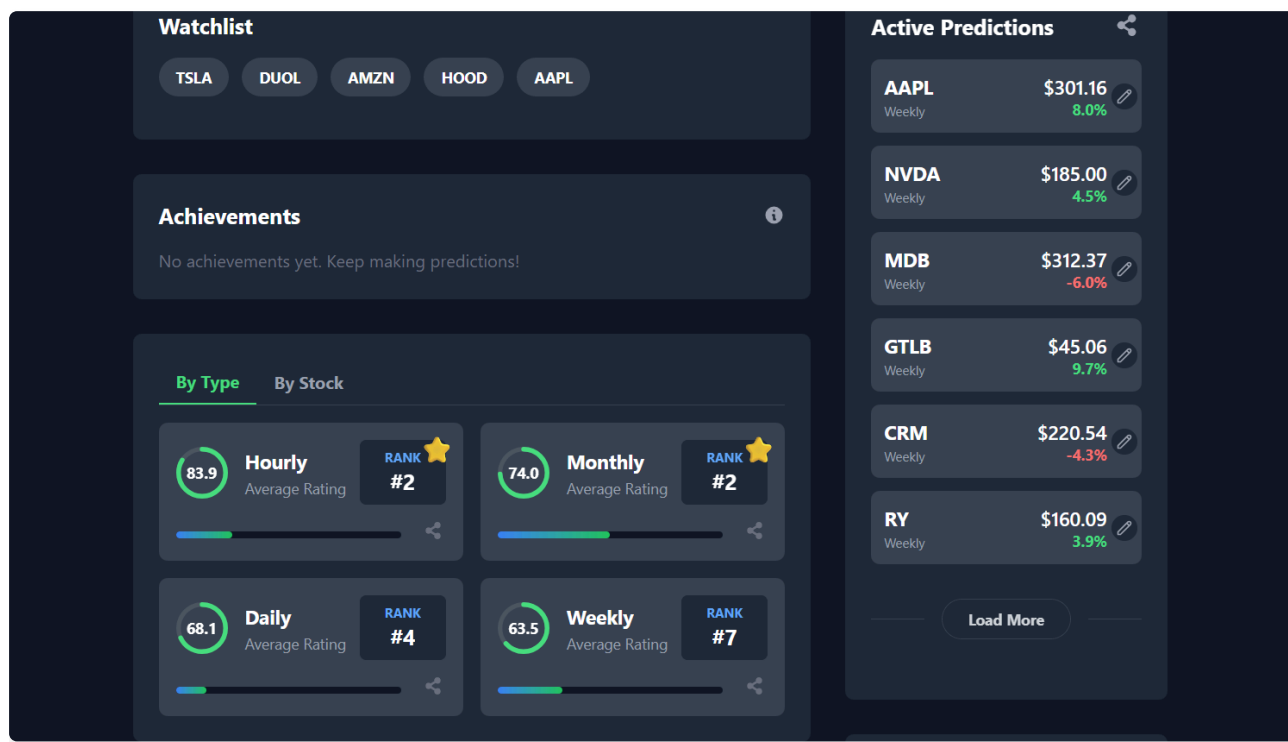 Watchlist
TSLA DUOL AMZN HOOD AAPL
Achievements
No achievements yet. Keep making predictions!
By Type By Stock
83.9 Hourly RANK
Average Rating #2
74.0 Monthly RANK
Average Rating #2
68.1 Daily RANK
Average Rating #4
63.5 Weekly RANK
Average Rating #7
Active Predictions
AAPL $301.16
Weekly 8.0%
NVDA $185.00
Weekly 4.5%
MDB $312.37
Weekly -6.0%
GTLB $45.06
Weekly 9.7%
CRM $220.54
Weekly -4.3%
RY $160.09
Weekly 3.9%
Load More